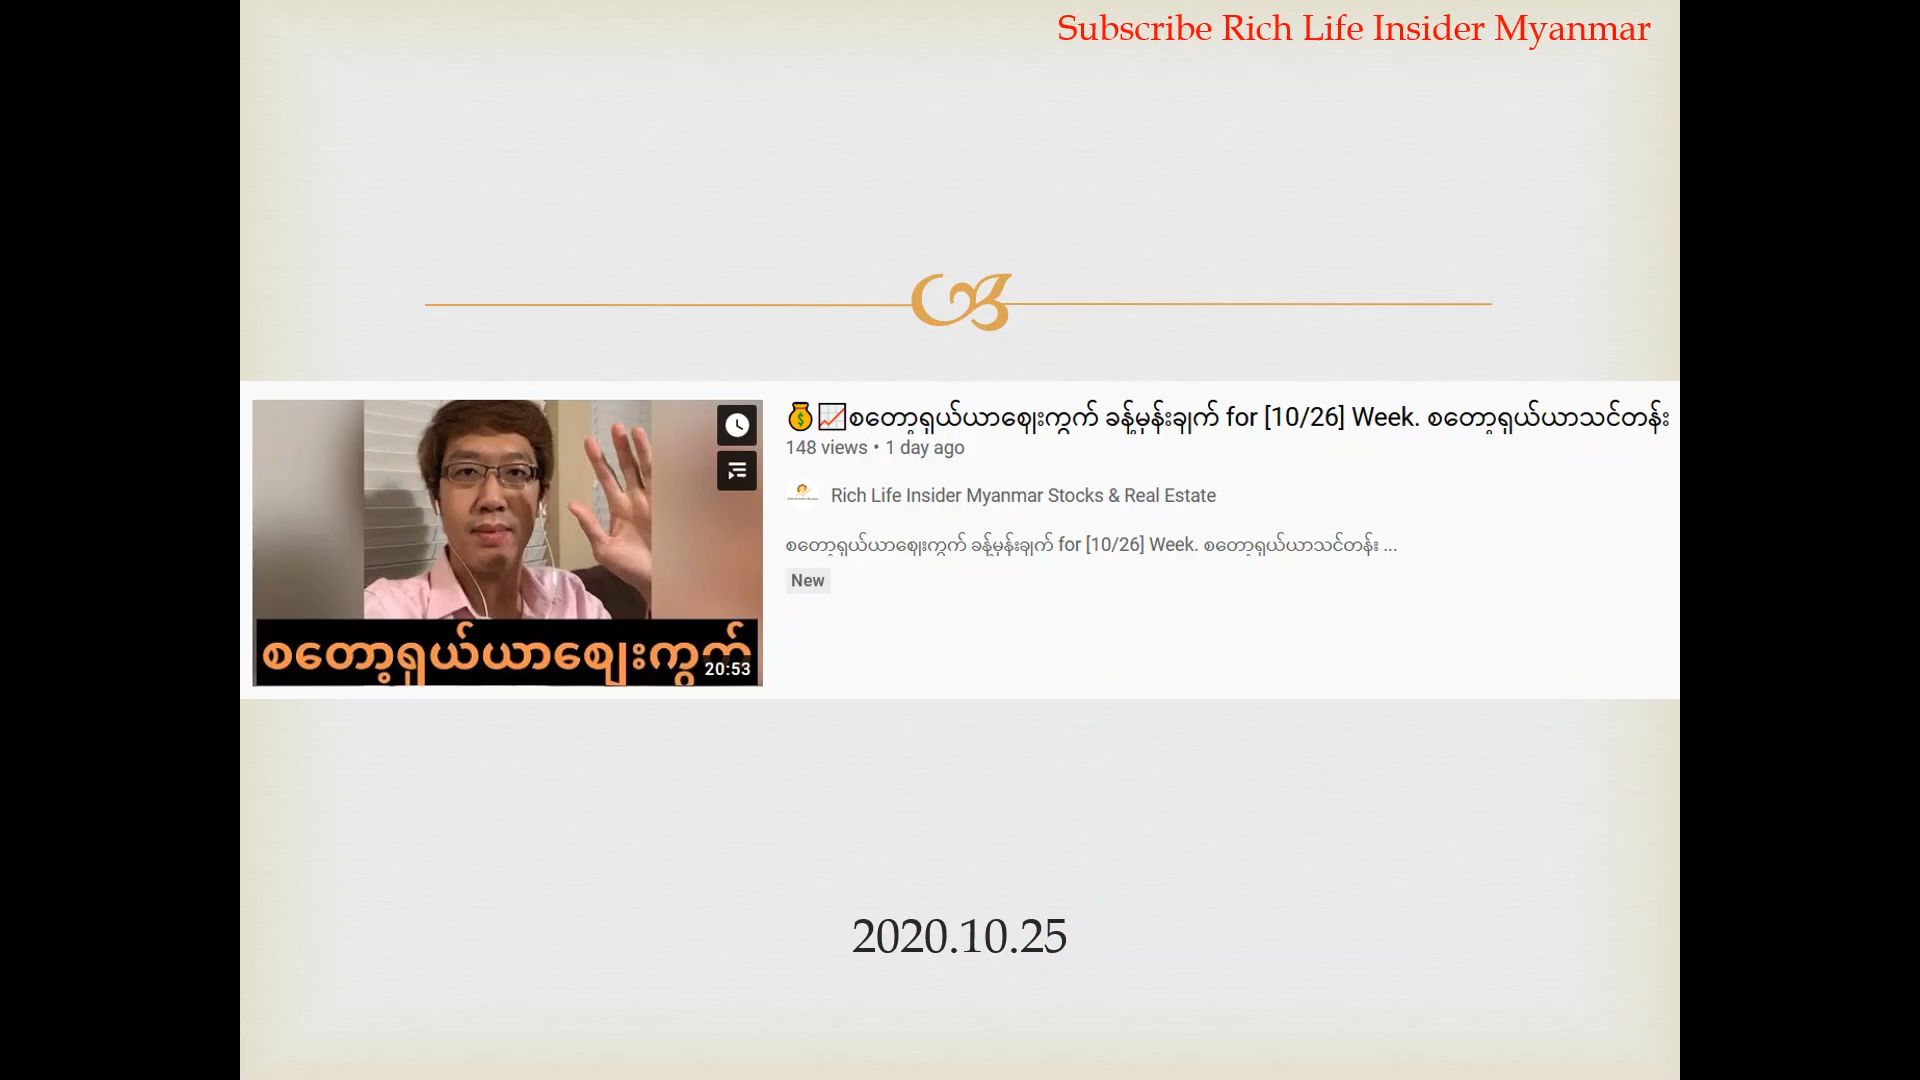 Subscribe Rich Life Insider Myanmar
💰📈စတော့ရှယ်ယာဈေးကွက် ခန့်မှန်းချက် for [10/26] Week. စတော့ရှယ်ယာသင်တန်း
148 views • 1 day ago
Rich Life Insider Myanmar Stocks & Real Estate
စတော့ရှယ်ယာဈေးကွက် ခန့်မှန်းချက် for [10/26] Week. စတော့ရှယ်ယာသင်တန်း ...
New
စတော့ရှယ်ယာဈေးကွက်
20:53
2020.10.25